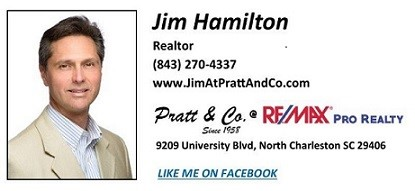 Jim Hamilton
Realtor
(843) 270-4337
www.JimAtPrattAndCo.com
Pratt & Co.@ RE/MAX® PRO REALTY
Since 1958
9209 University Blvd, North Charleston SC 29406
LIKE ME ON FACEBOOK